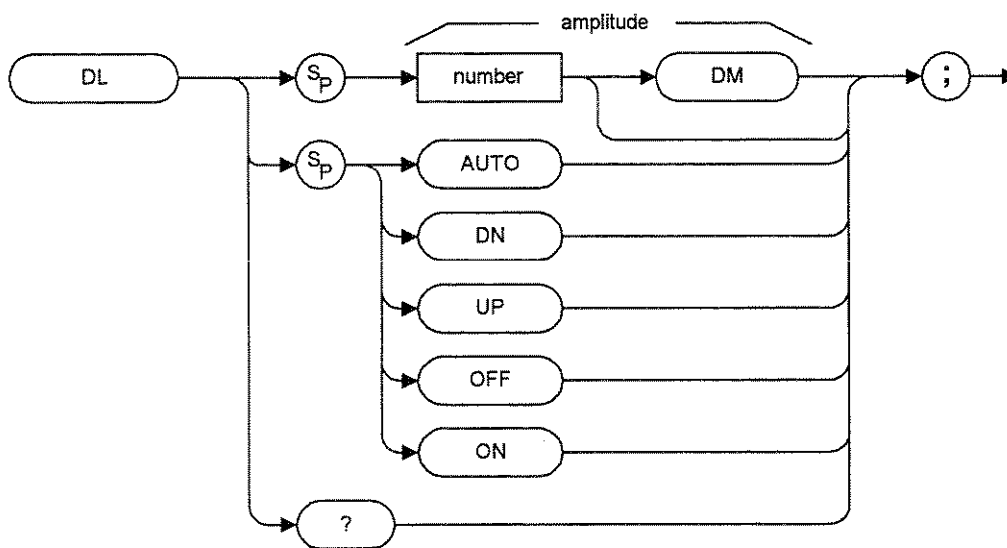 amplitude
DL SP number DM ;
SP AUTO
DN
UP
OFF
ON
?